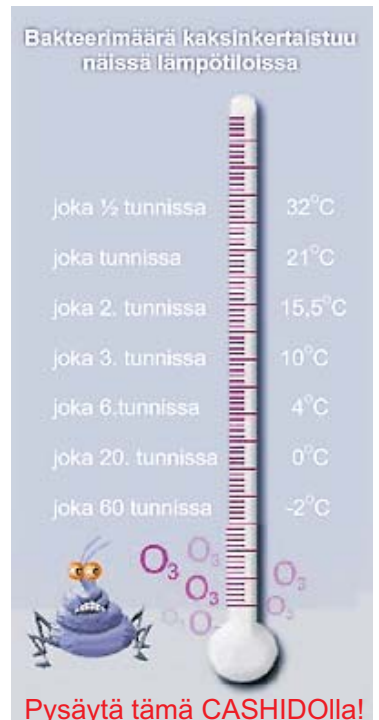 Bakteerimäärä kaksinkertaistuu
näissä lämpötiloissa
joka ½ tunnissa 32°C
joka tunnissa 21°C
joka 2. tunnissa 15,5°C
joka 3. tunnissa 10°C
joka 6.tunnissa 4°C
joka 20. tunnissa 0°C
joka 60 tunnissa -2°C
O₃ O₃
O₃ O₃
O₃
Pysäytä tämä CASHIDOlla!